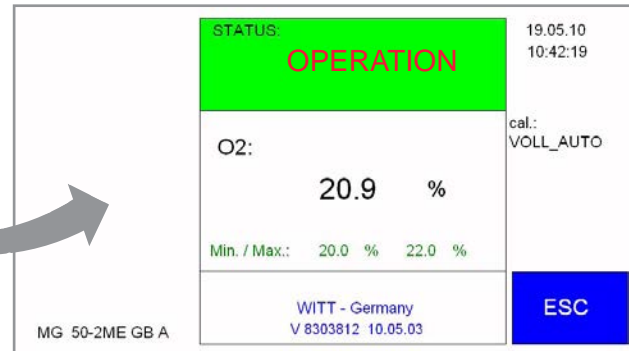 STATUS:
OPERATION
19.05.10
10:42:19
cal.:
VOLL_AUTO
O2:
20.9 %
Min. / Max.: 20.0 % 22.0 %
WITT - Germany
V 8303812 10.05.03
ESC
MG 50-2ME GB A